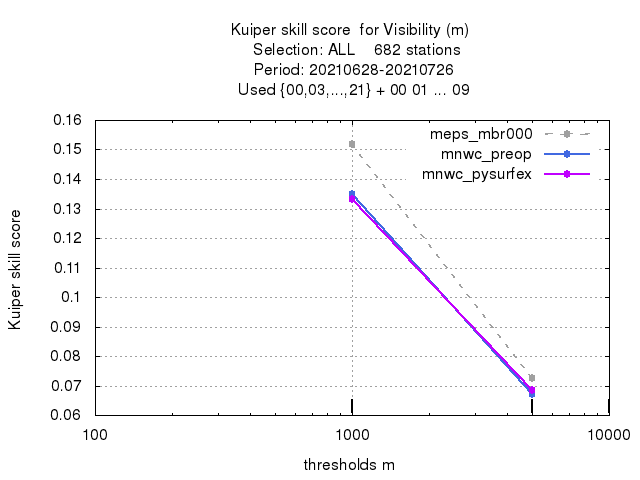 Kuiper skill score  for Visibility (m)
Selection: ALL    682 stations
Period: 20210628-20210726
Used {00,03,...,21} + 00 01 ... 09
meps_mbr000
mnwc_preop
mnwc_pysurfex
Kuiper skill score
0.16
0.15
0.14
0.13
0.12
0.11
0.1
0.09
0.08
0.07
0.06
100
1000
10000
thresholds m